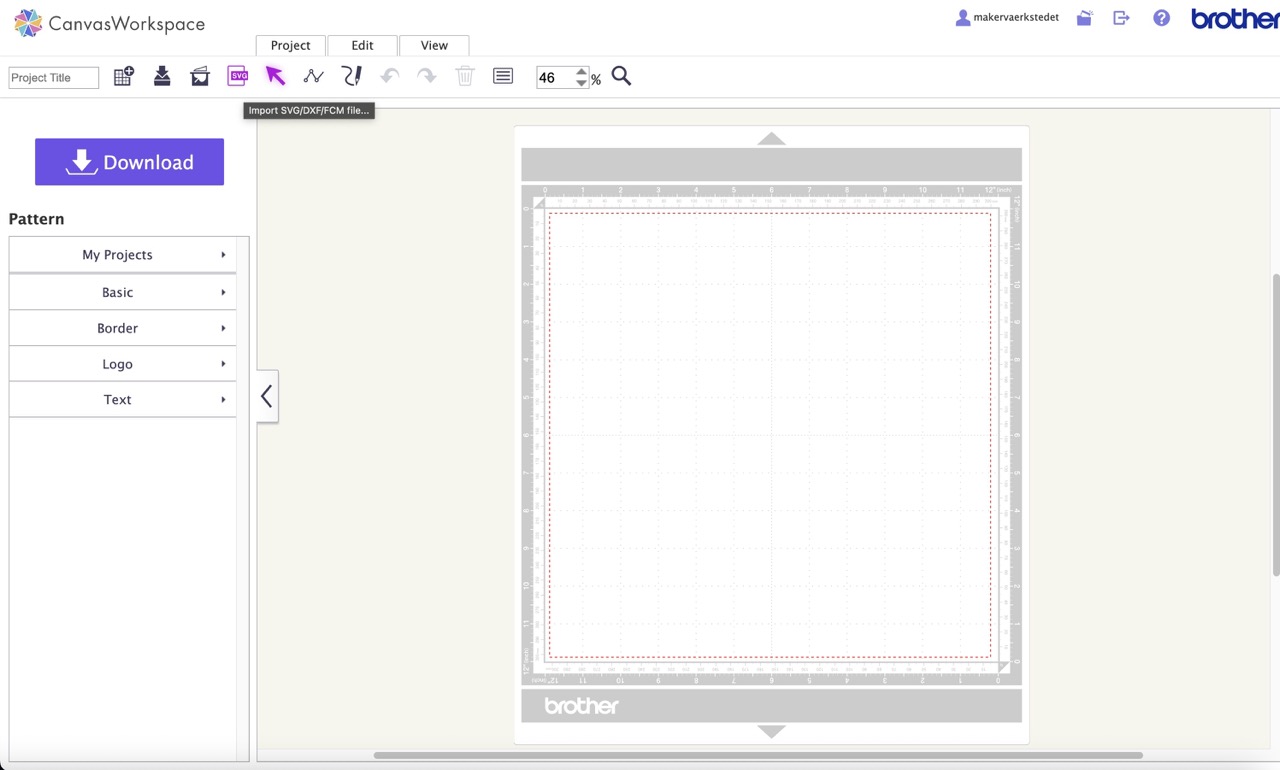 CanvasWorkspace
makervaerkstedet
brother
Project Edit View
Project Title
SVG
46 %
Import SVG/DXF/FCM file...
Download
Pattern
My Projects
Basic
Border
Logo
Text
0 1 2 3 4 5 6 7 8 9 10 11 12"
brother